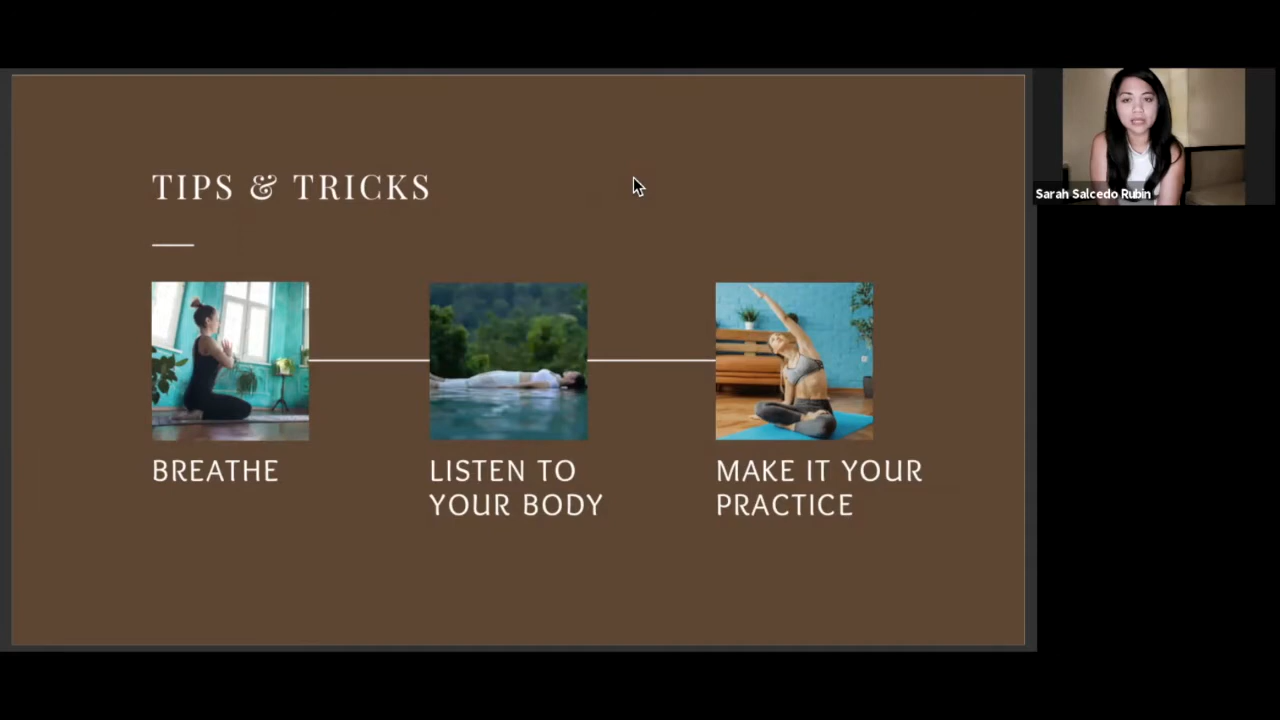 TIPS & TRICKS
BREATHE
LISTEN TO
YOUR BODY
MAKE IT YOUR
PRACTICE
Sarah Salcedo Rubin